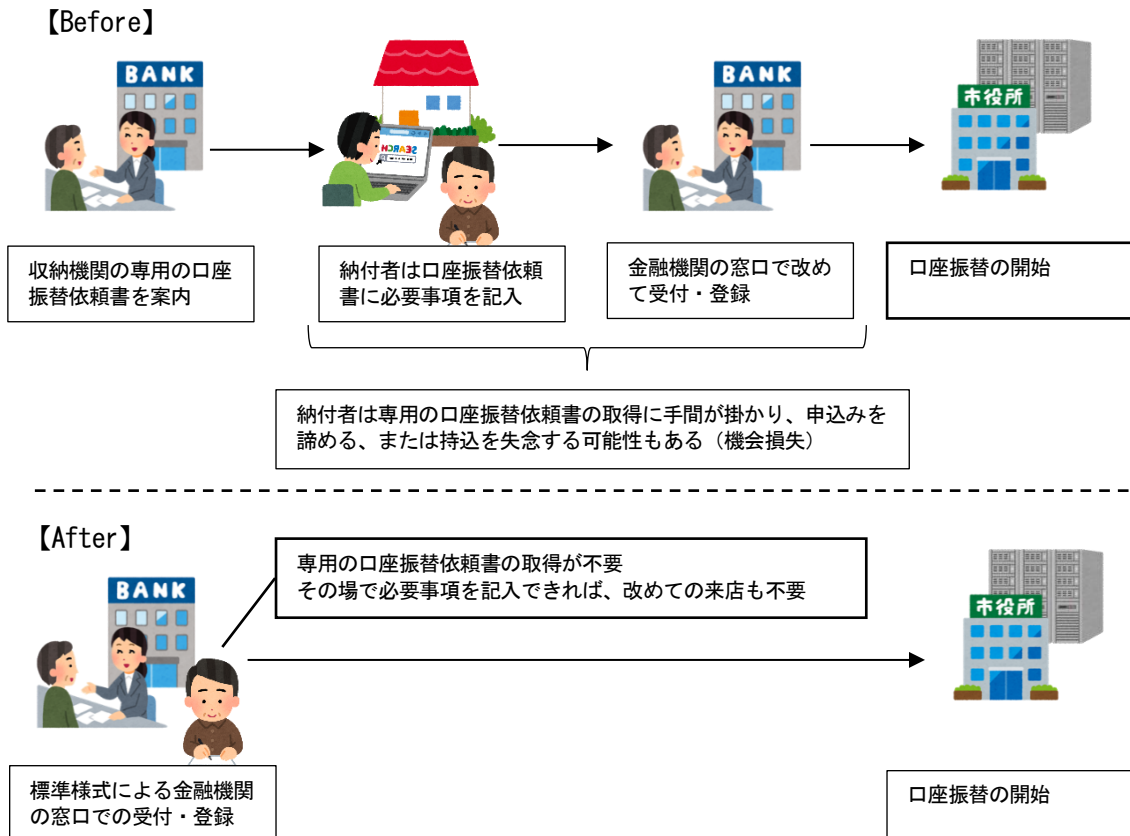 【Before】
BANK
SEARCH
BANK
市役所
収納機関の専用の口座
振替依頼書を案内
納付者は口座振替依頼
書に必要事項を記入
金融機関の窓口で改め
て受付・登録
口座振替の開始
納付者は専用の口座振替依頼書の取得に手間が掛かり、申込みを
諦める、または持込を失念する可能性もある（機会損失）
【After】
専用の口座振替依頼書の取得が不要
その場で必要事項を記入できれば、改めての来店も不要
BANK
市役所
標準様式による金融機関
の窓口での受付・登録
口座振替の開始